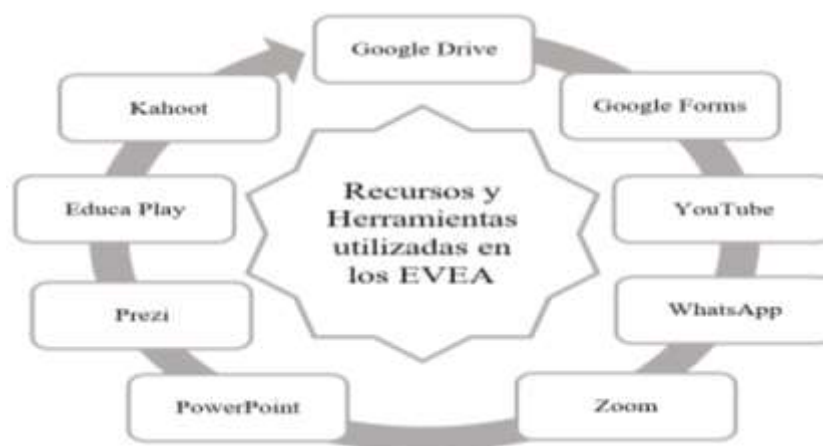 Google Drive
Google Forms
YouTube
WhatsApp
Zoom
PowerPoint
Prezi
Educa Play
Kahoot
Recursos y
Herramientas
utilizadas en
los EVEA